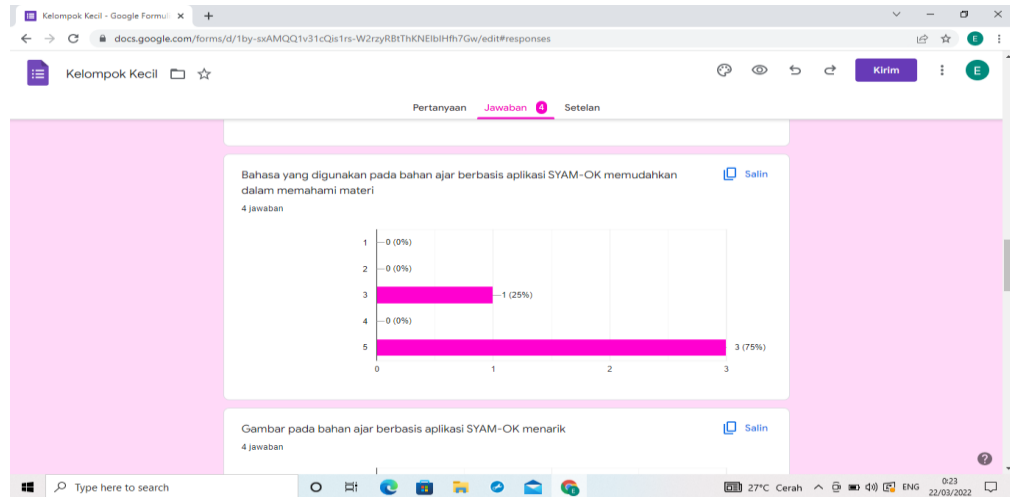 Kelompok Kecil - Google Formuli
docs.google.com/forms/d/1by-sxAMQQ1v31cQis1rs-W2rzyRBtThKNElbIHfh7Gw/edit#responses
E
Kelompok Kecil
Kirim
E
Pertanyaan Jawaban 4 Setelan
Bahasa yang digunakan pada bahan ajar berbasis aplikasi SYAM-OK memudahkan
dalam memahami materi
Salin
4 jawaban
1 0 (0%)
2 0 (0%)
3 1 (25%)
4 0 (0%)
5 3 (75%)
0 1 2 3
Gambar pada bahan ajar berbasis aplikasi SYAM-OK menarik
Salin
4 jawaban
Type here to search
27°C Cerah
ENG
0:23
22/03/2022